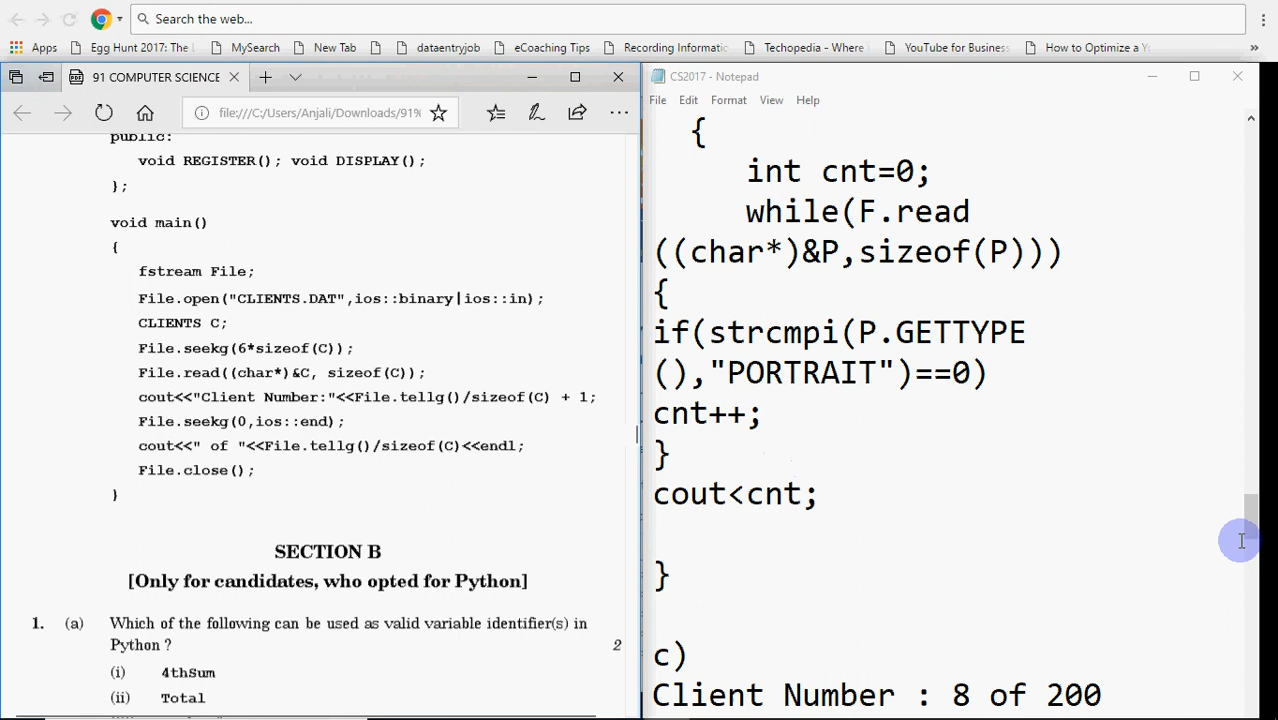 Search the web...
Apps Egg Hunt 2017: The L MySearch New Tab dataentryjob eCoaching Tips Recording Informatic Techopedia - Where YouTube for Business How to Optimize a Yo »
91 COMPUTER SCIENCE
file:///C:/Users/Anjali/Downloads/91%
public:
void REGISTER(); void DISPLAY();
};
void main()
{
fstream File;
File.open("CLIENTS.DAT",ios::binary|ios::in);
CLIENTS C;
File.seekg(6*sizeof(C));
File.read((char*)&C, sizeof(C));
cout<<"Client Number:"<<File.tellg()/sizeof(C) + 1;
File.seekg(0,ios::end);
cout<<" of "<<File.tellg()/sizeof(C)<<endl;
File.close();
}
SECTION B
[Only for candidates, who opted for Python]
1. (a) Which of the following can be used as valid variable identifier(s) in
Python ? 2
(i) 4thSum
(ii) Total
CS2017 - Notepad
File Edit Format View Help
{
int cnt=0;
while(F.read
((char*)&P,sizeof(P)))
{
if(strcmpi(P.GETTYPE
(),"PORTRAIT")==0)
cnt++;
}
cout<cnt;
}
c)
Client Number : 8 of 200